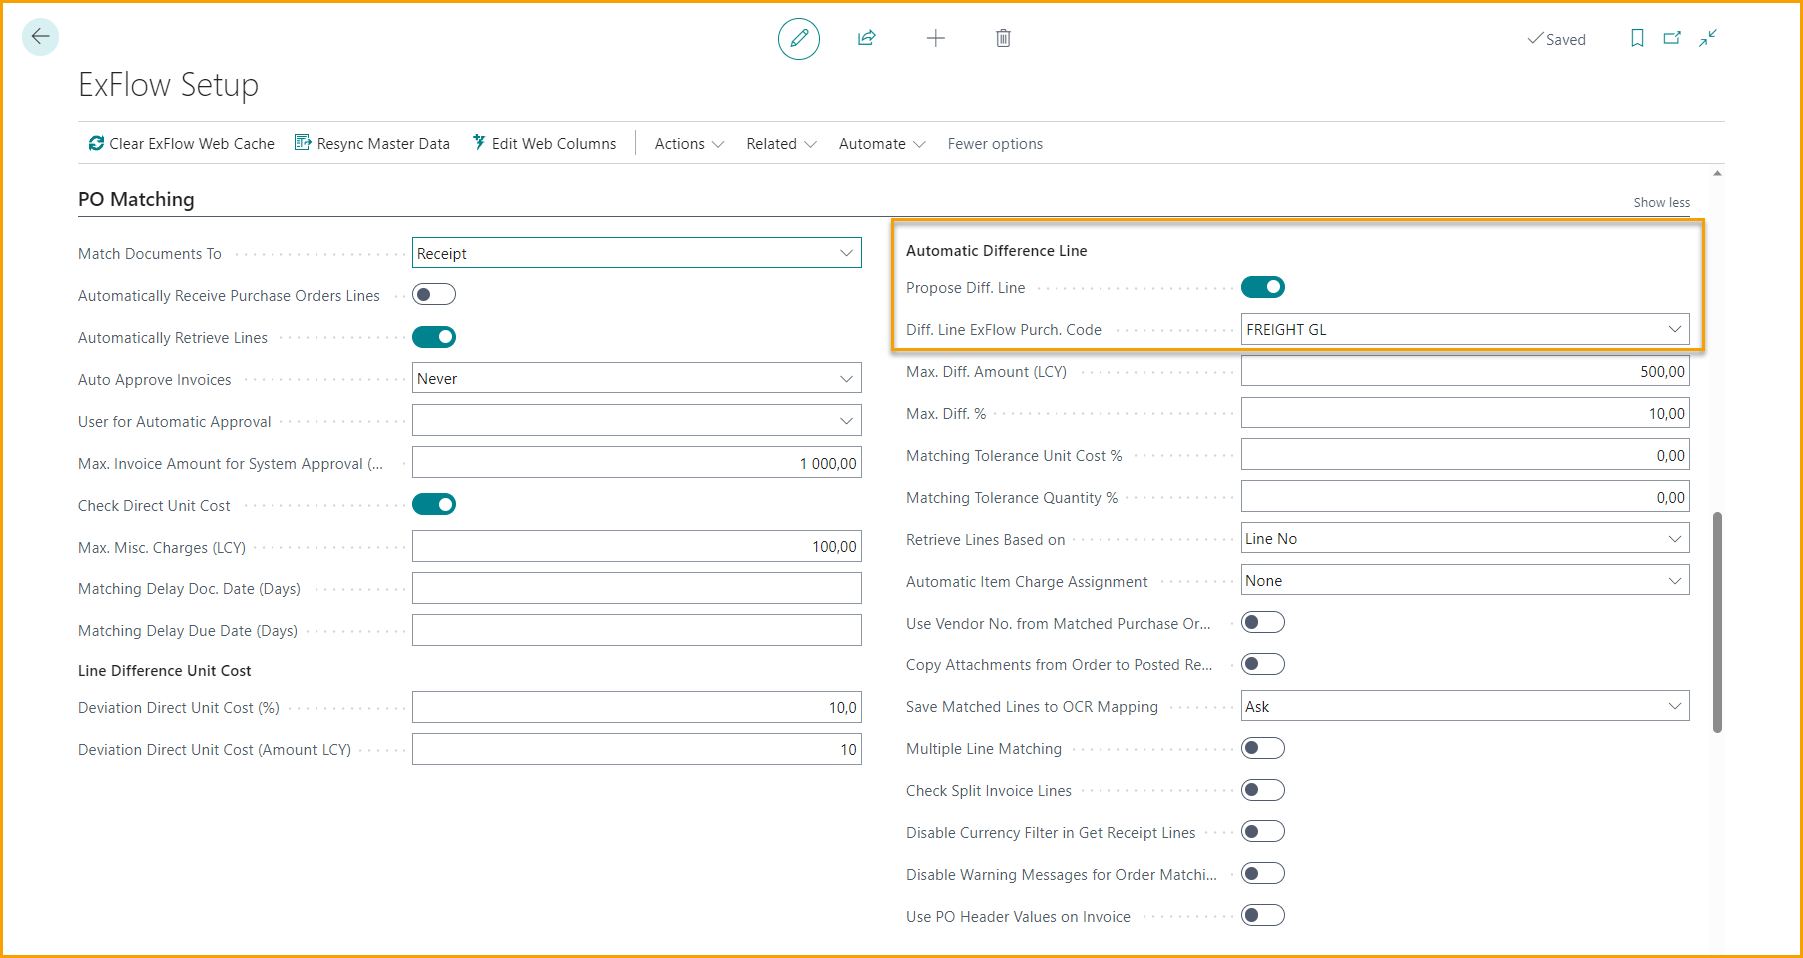 Saved
ExFlow Setup
Clear ExFlow Web Cache Resync Master Data Edit Web Columns Actions Related Automate Fewer options
PO Matching
Show less
Match Documents To Receipt
Automatically Receive Purchase Orders Lines
Automatically Retrieve Lines
Auto Approve Invoices Never
User for Automatic Approval
Max. Invoice Amount for System Approval (... 1 000,00
Check Direct Unit Cost
Max. Misc. Charges (LCY) 100,00
Matching Delay Doc. Date (Days)
Matching Delay Due Date (Days)
Line Difference Unit Cost
Deviation Direct Unit Cost (%) 10,0
Deviation Direct Unit Cost (Amount LCY) 10
Automatic Difference Line
Propose Diff. Line
Diff. Line ExFlow Purch. Code FREIGHT GL
Max. Diff. Amount (LCY) 500,00
Max. Diff. % 10,00
Matching Tolerance Unit Cost % 0,00
Matching Tolerance Quantity % 0,00
Retrieve Lines Based on Line No
Automatic Item Charge Assignment None
Use Vendor No. from Matched Purchase Or...
Copy Attachments from Order to Posted Re...
Save Matched Lines to OCR Mapping Ask
Multiple Line Matching
Check Split Invoice Lines
Disable Currency Filter in Get Receipt Lines
Disable Warning Messages for Order Matchi...
Use PO Header Values on Invoice